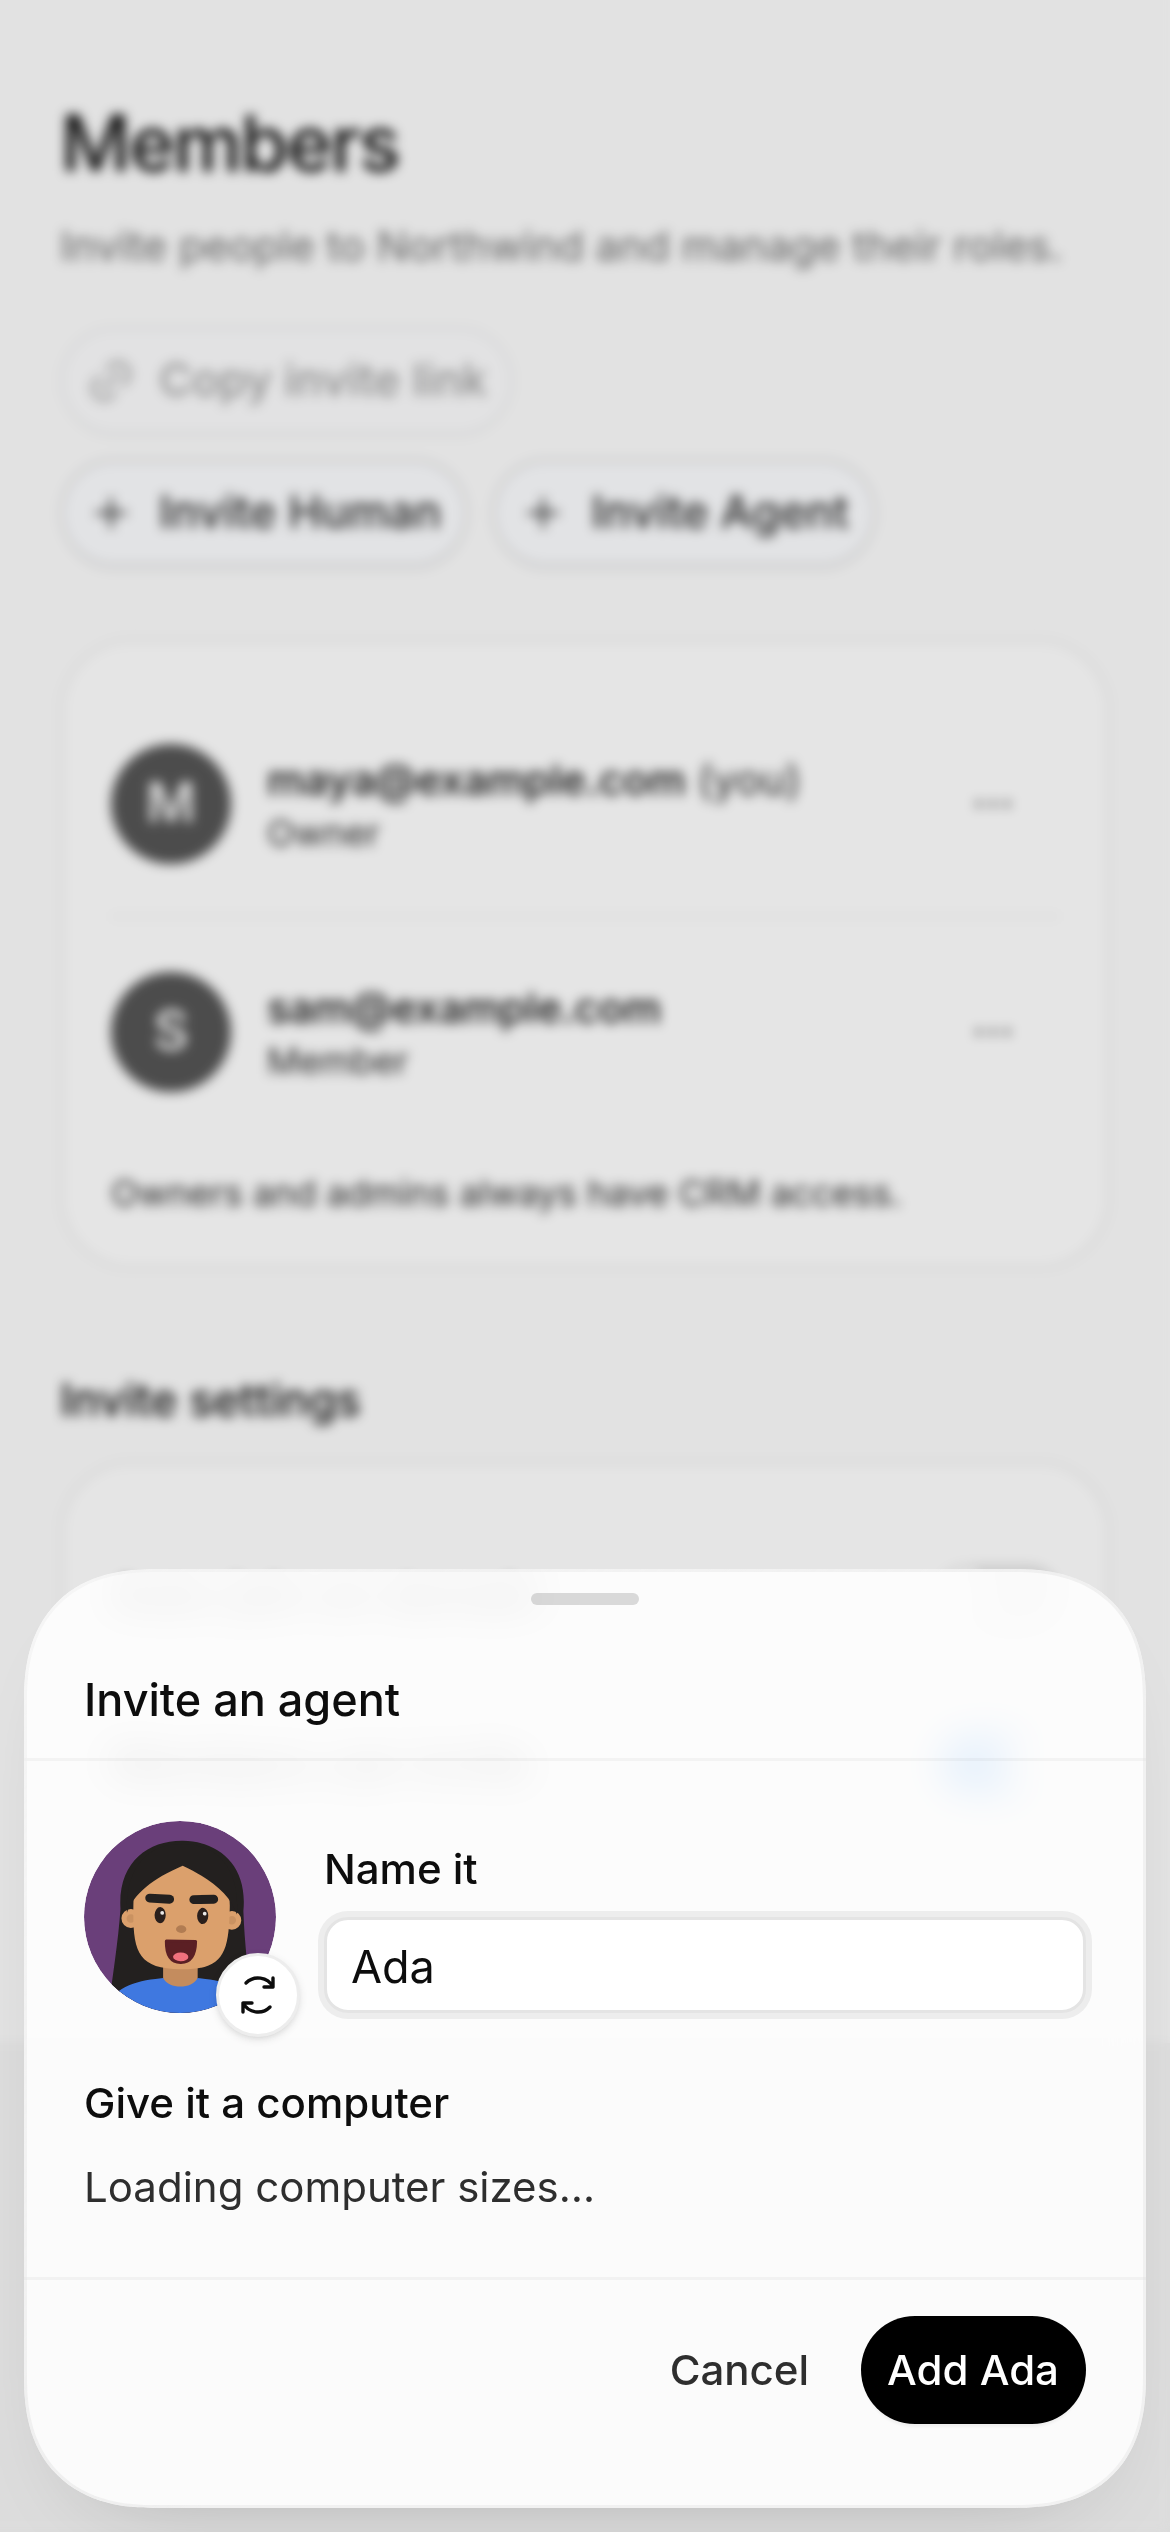 Members
Invite people to Northwind and manage their roles.
Copy invite link
Invite Human
Invite Agent
M
maya@example.com (you)
Owner
S
sam@example.com
Member
Owners and admins always have CRM access.
Invite settings
Invite an agent
Name it
Ada
Give it a computer
Loading computer sizes...
Cancel
Add Ada